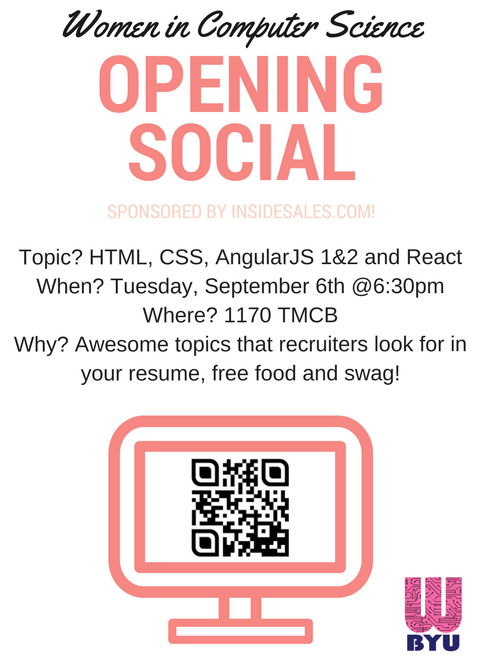 Women in Computer Science
OPENING
SOCIAL
SPONSORED BY INSIDESALES.COM!
Topic? HTML, CSS, AngularJS 1&2 and React
When? Tuesday, September 6th @6:30pm
Where? 1170 TMCB
Why? Awesome topics that recruiters look for in
your resume, free food and swag!
W
BYU